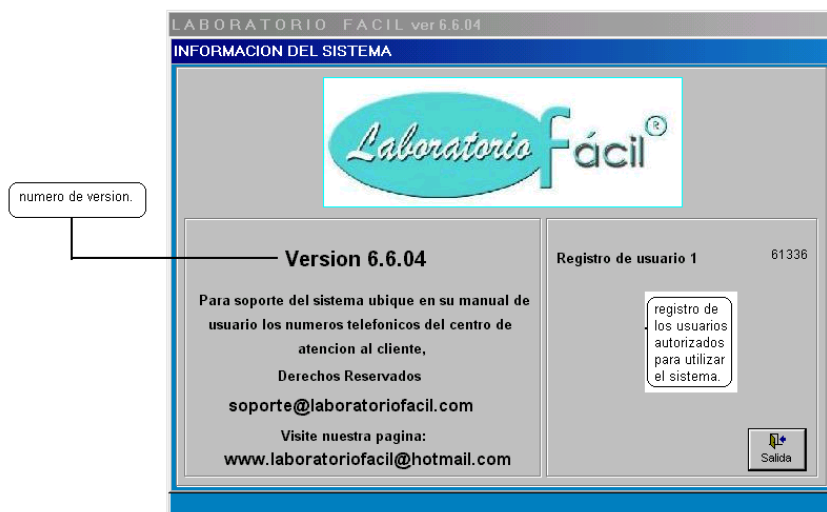 LABORATORIO FACIL ver 6.6.04
INFORMACION DEL SISTEMA
Laboratorio fácil ®
numero de version.
Version 6.6.04
Para soporte del sistema ubique en su manual de
usuario los numeros telefonicos del centro de
atencion al cliente,
Derechos Reservados
soporte@laboratoriofacil.com
Visite nuestra pagina:
www.laboratoriofacil@hotmail.com
Registro de usuario 1 61336
registro de
los usuarios
autorizados
para utilizar
el sistema.
Salida